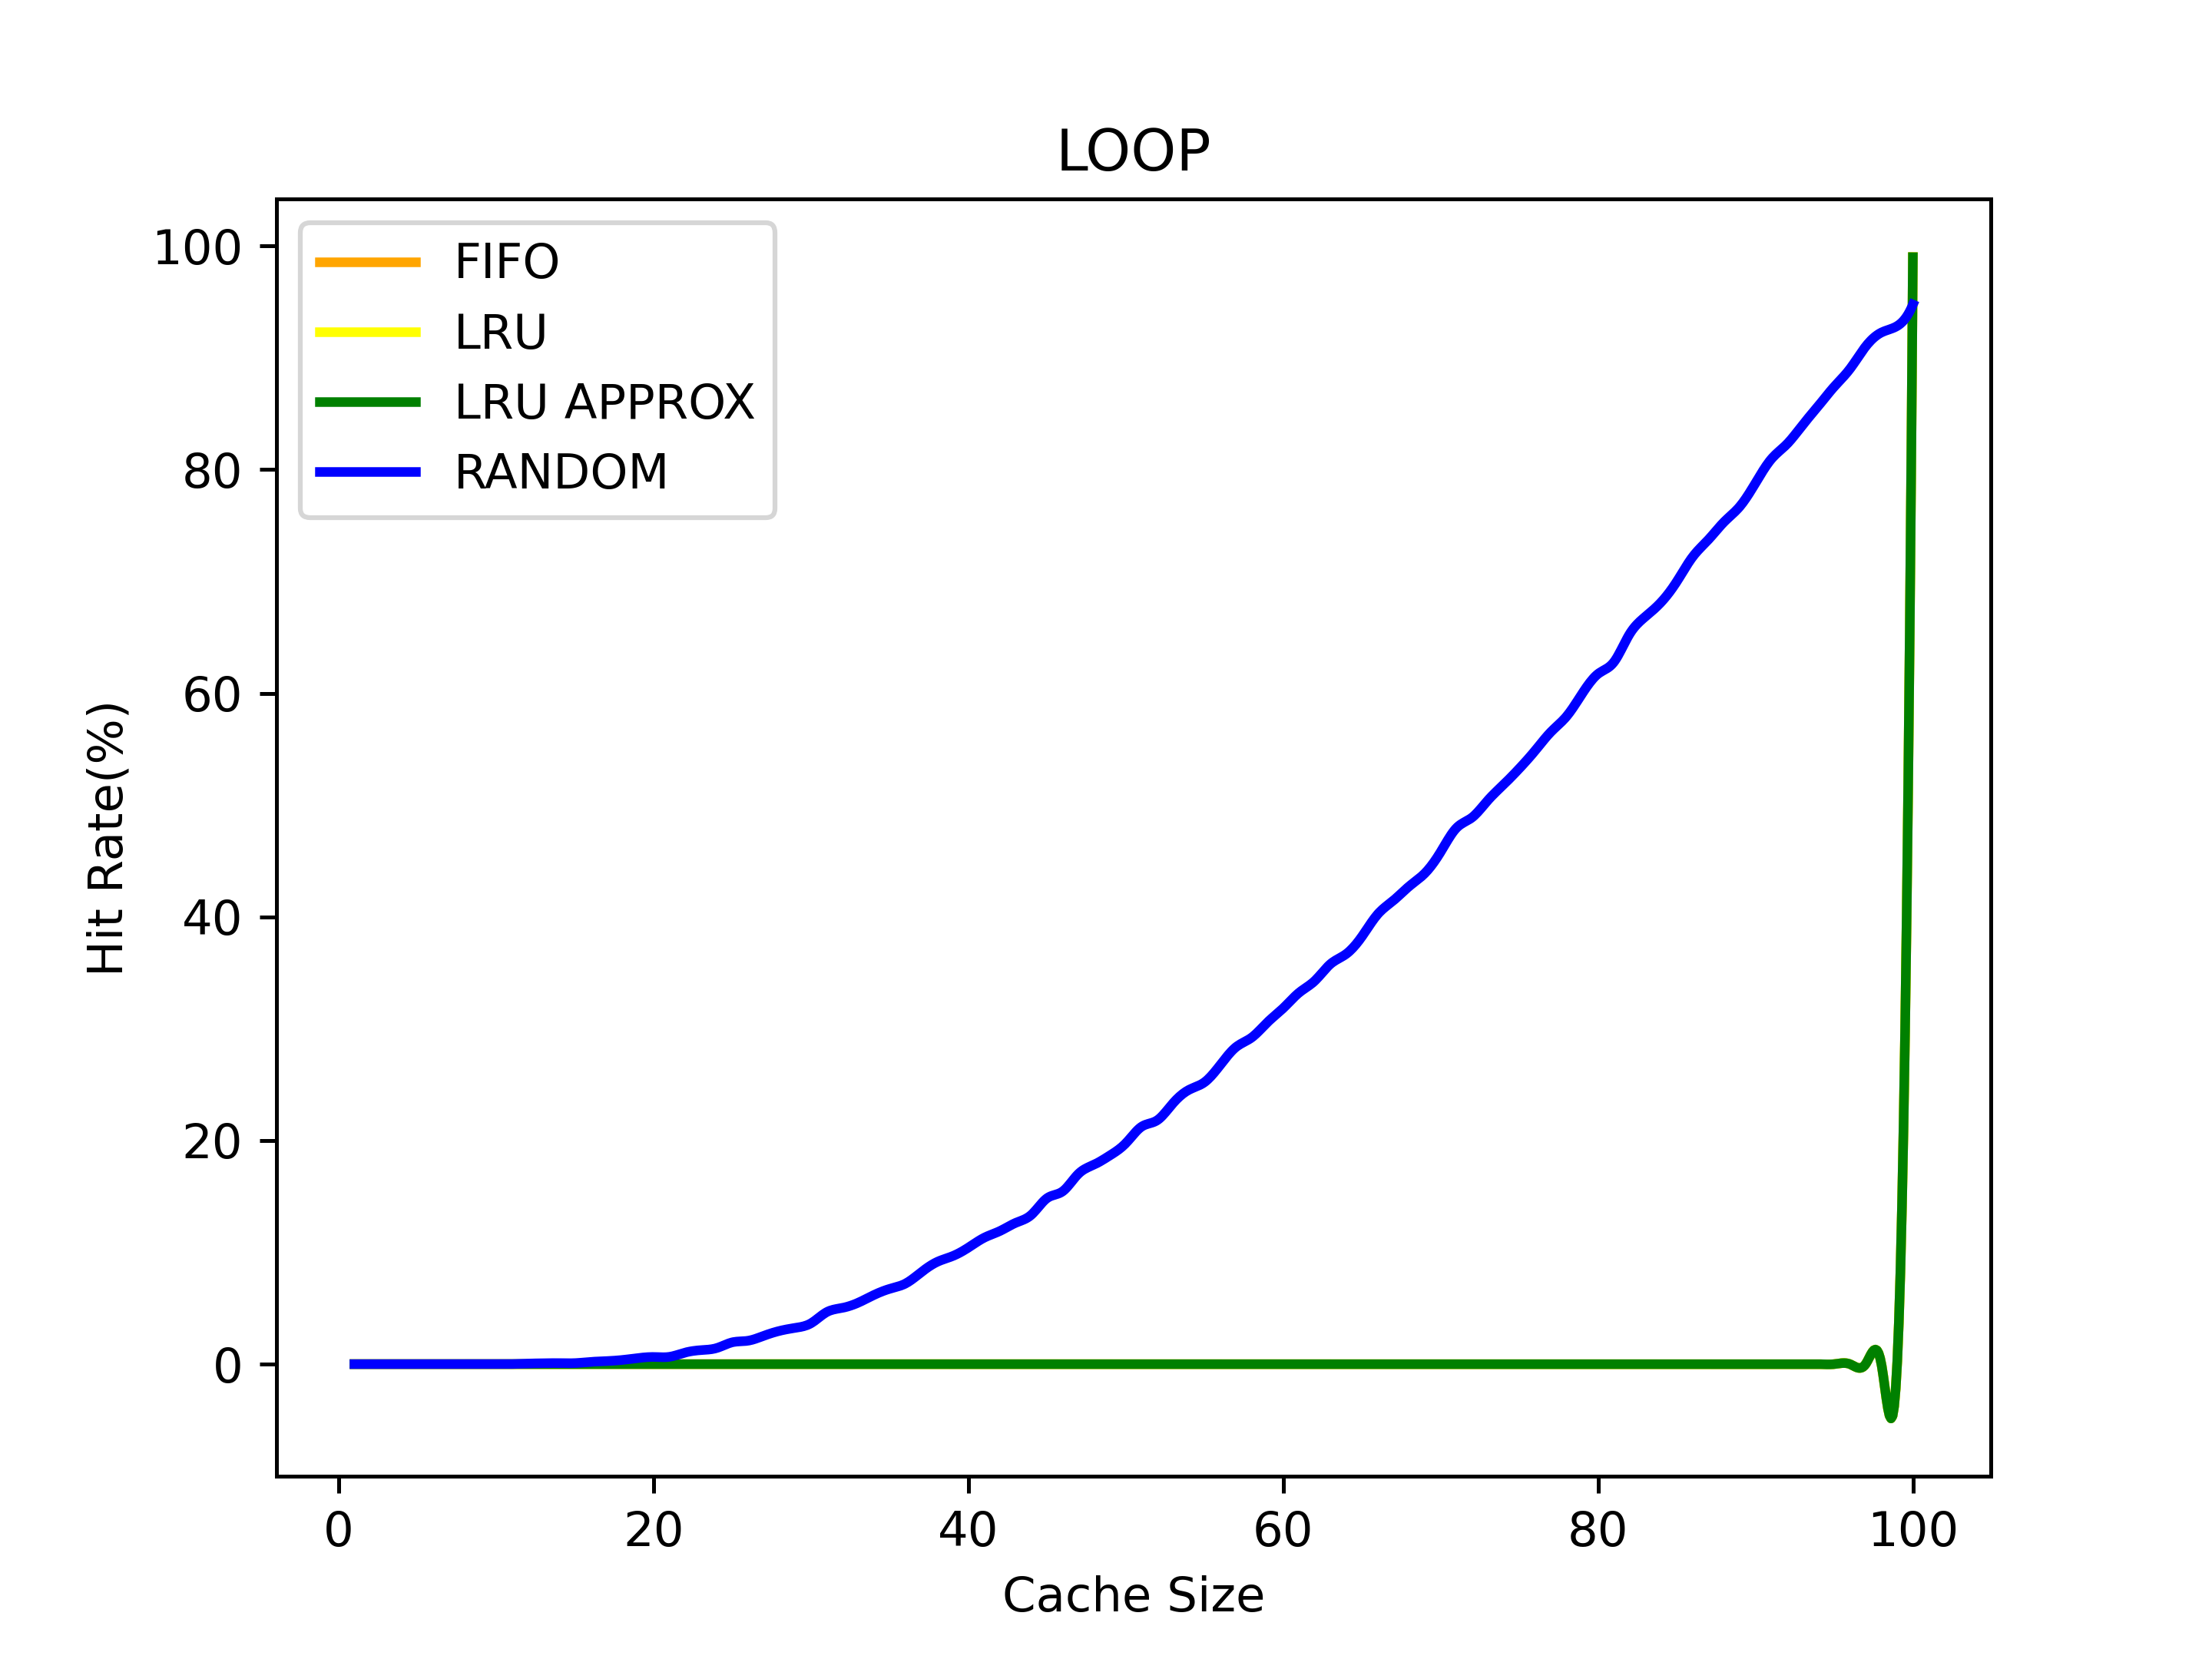 LOOP
100
80
60
40
20
0
Hit Rate(%)
FIFO
LRU
LRU APPROX
RANDOM
0 20 40 60 80 100
Cache Size